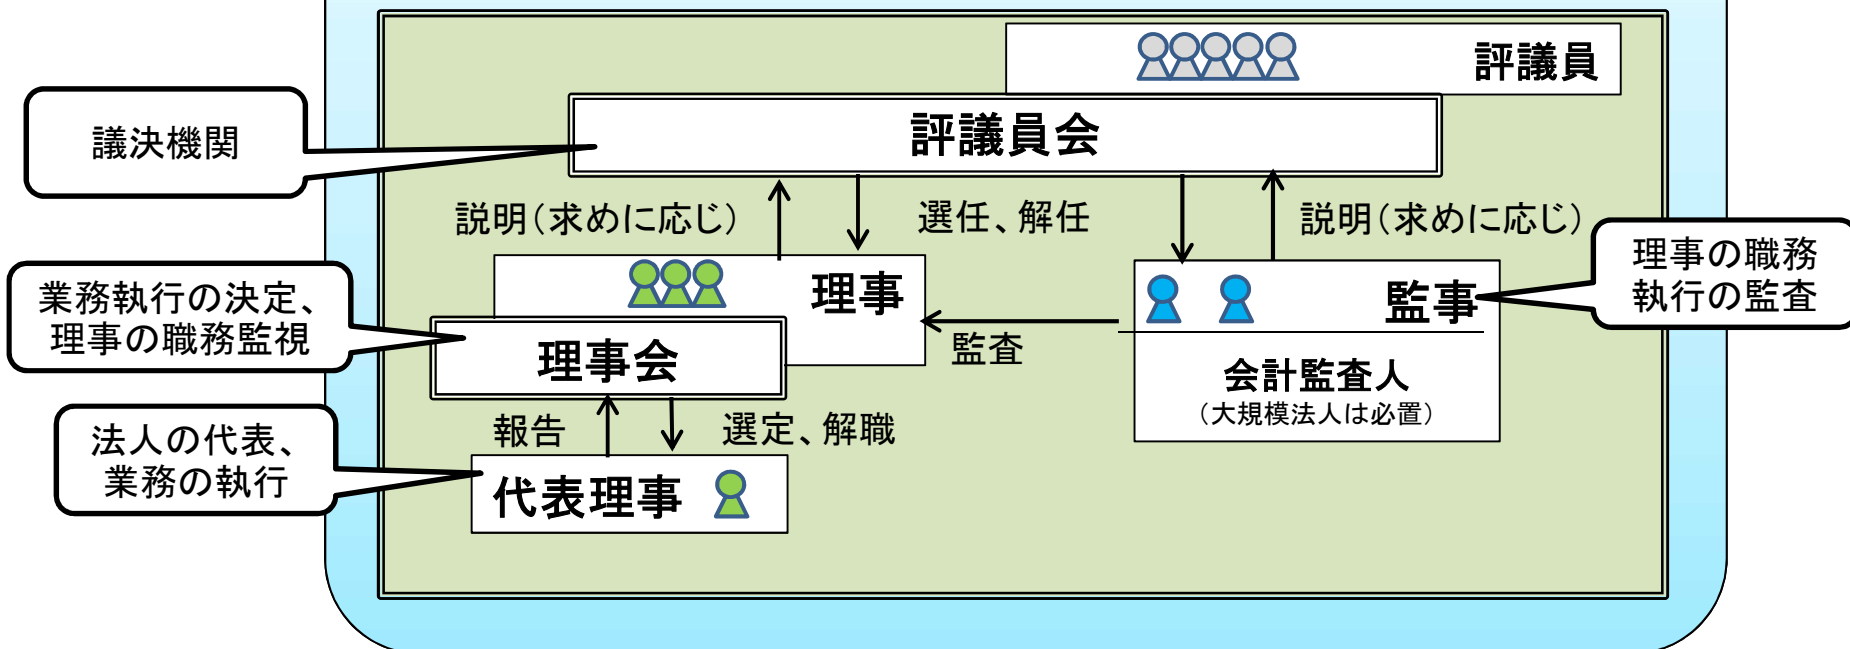 評議員
評議員会
議決機関
説明（求めに応じ）
選任、解任
説明（求めに応じ）
理事の職務
執行の監査
理事
監事
業務執行の決定、
理事の職務監視
理事会
監査
会計監査人
（大規模法人は必置）
法人の代表、
業務の執行
報告
選定、解職
代表理事